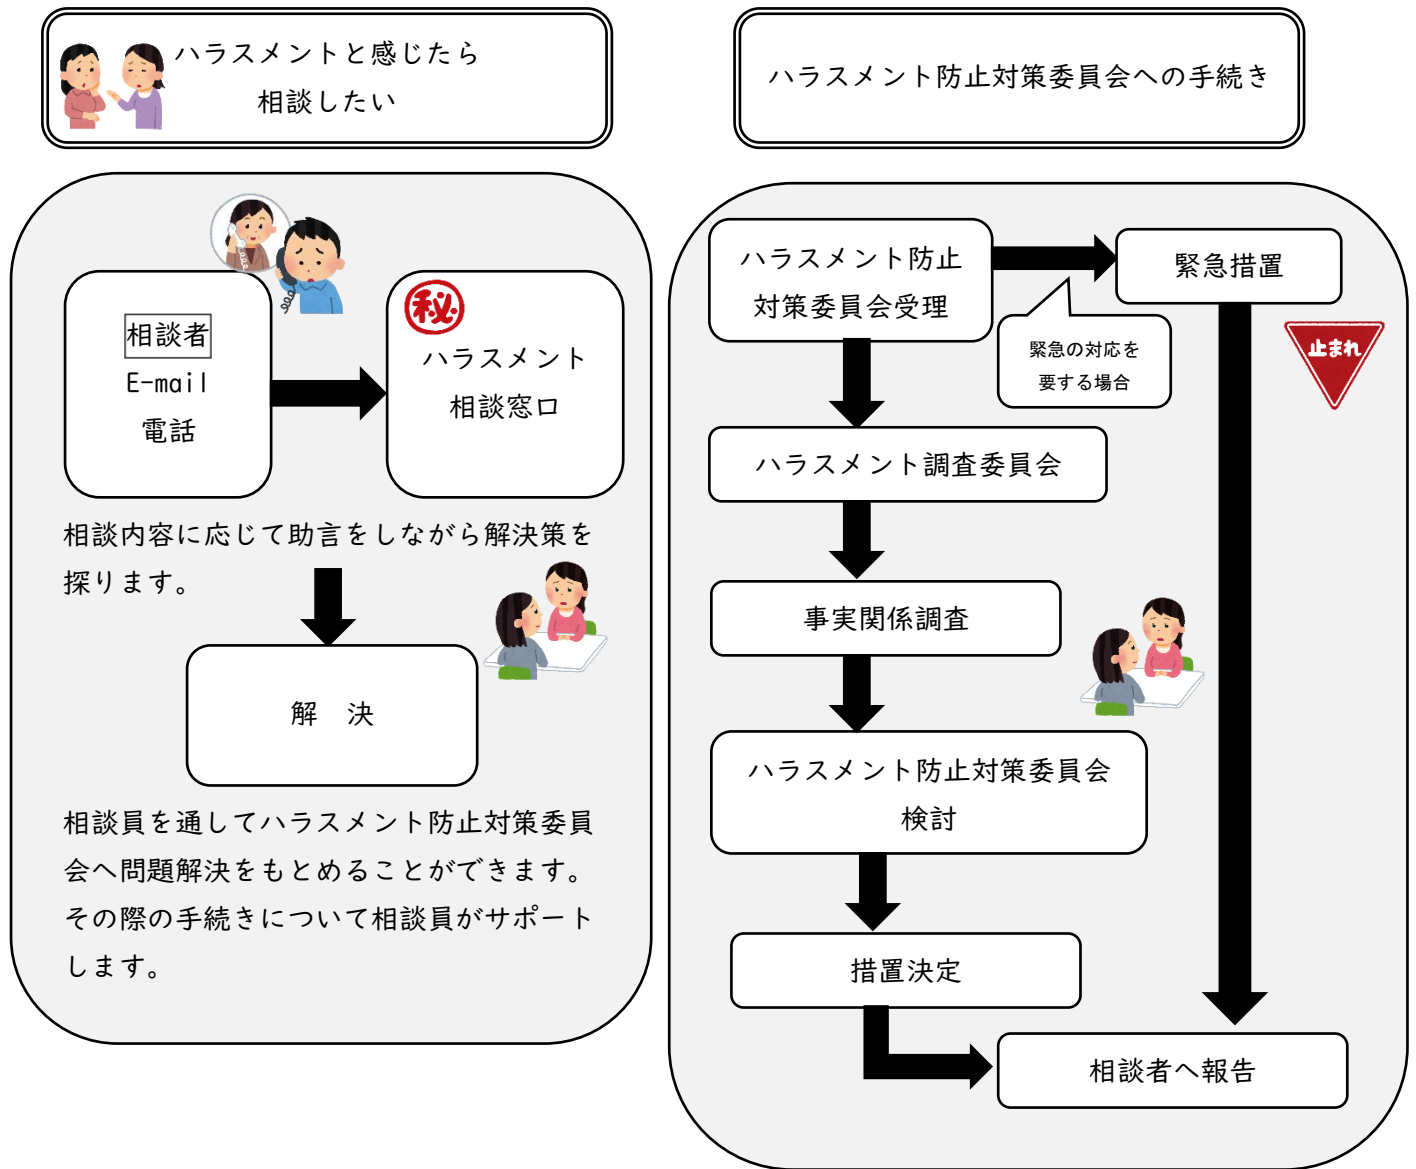 ハラスメントと感じたら
相談したい
相談者
E-mail
電話
秘
ハラスメント
相談窓口
相談内容に応じて助言をしながら解決策を
探ります。
解　決
相談員を通してハラスメント防止対策委員
会へ問題解決をもとめることができます。
その際の手続きについて相談員がサポート
します。
ハラスメント防止対策委員会への手続き
ハラスメント防止
対策委員会受理
緊急措置
緊急の対応を
要する場合
止まれ
ハラスメント調査委員会
事実関係調査
ハラスメント防止対策委員会
検討
措置決定
相談者へ報告